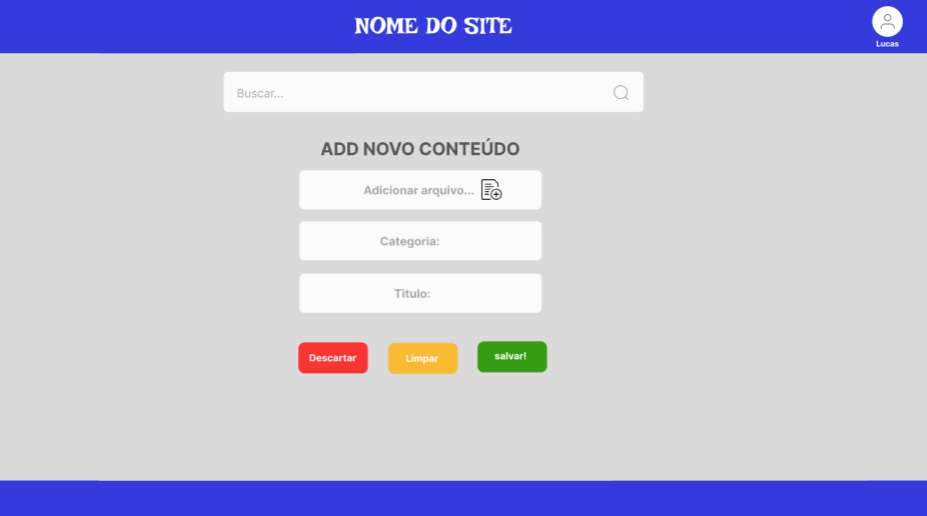 NOME DO SITE
Lucas
Buscar...
ADD NOVO CONTEÚDO
Adicionar arquivo...
Categoria:
Titulo:
Descartar
Limpar
salvar!